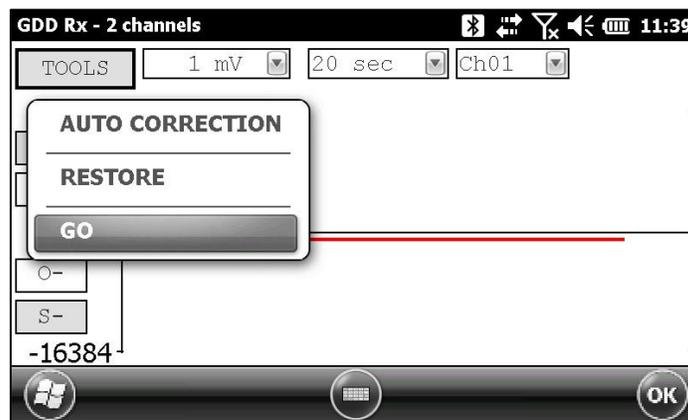 GDD Rx - 2 channels 11:39
TOOLS 1 mV 20 sec Ch01
AUTO CORRECTION
RESTORE
GO
O-
S-
-16384
OK